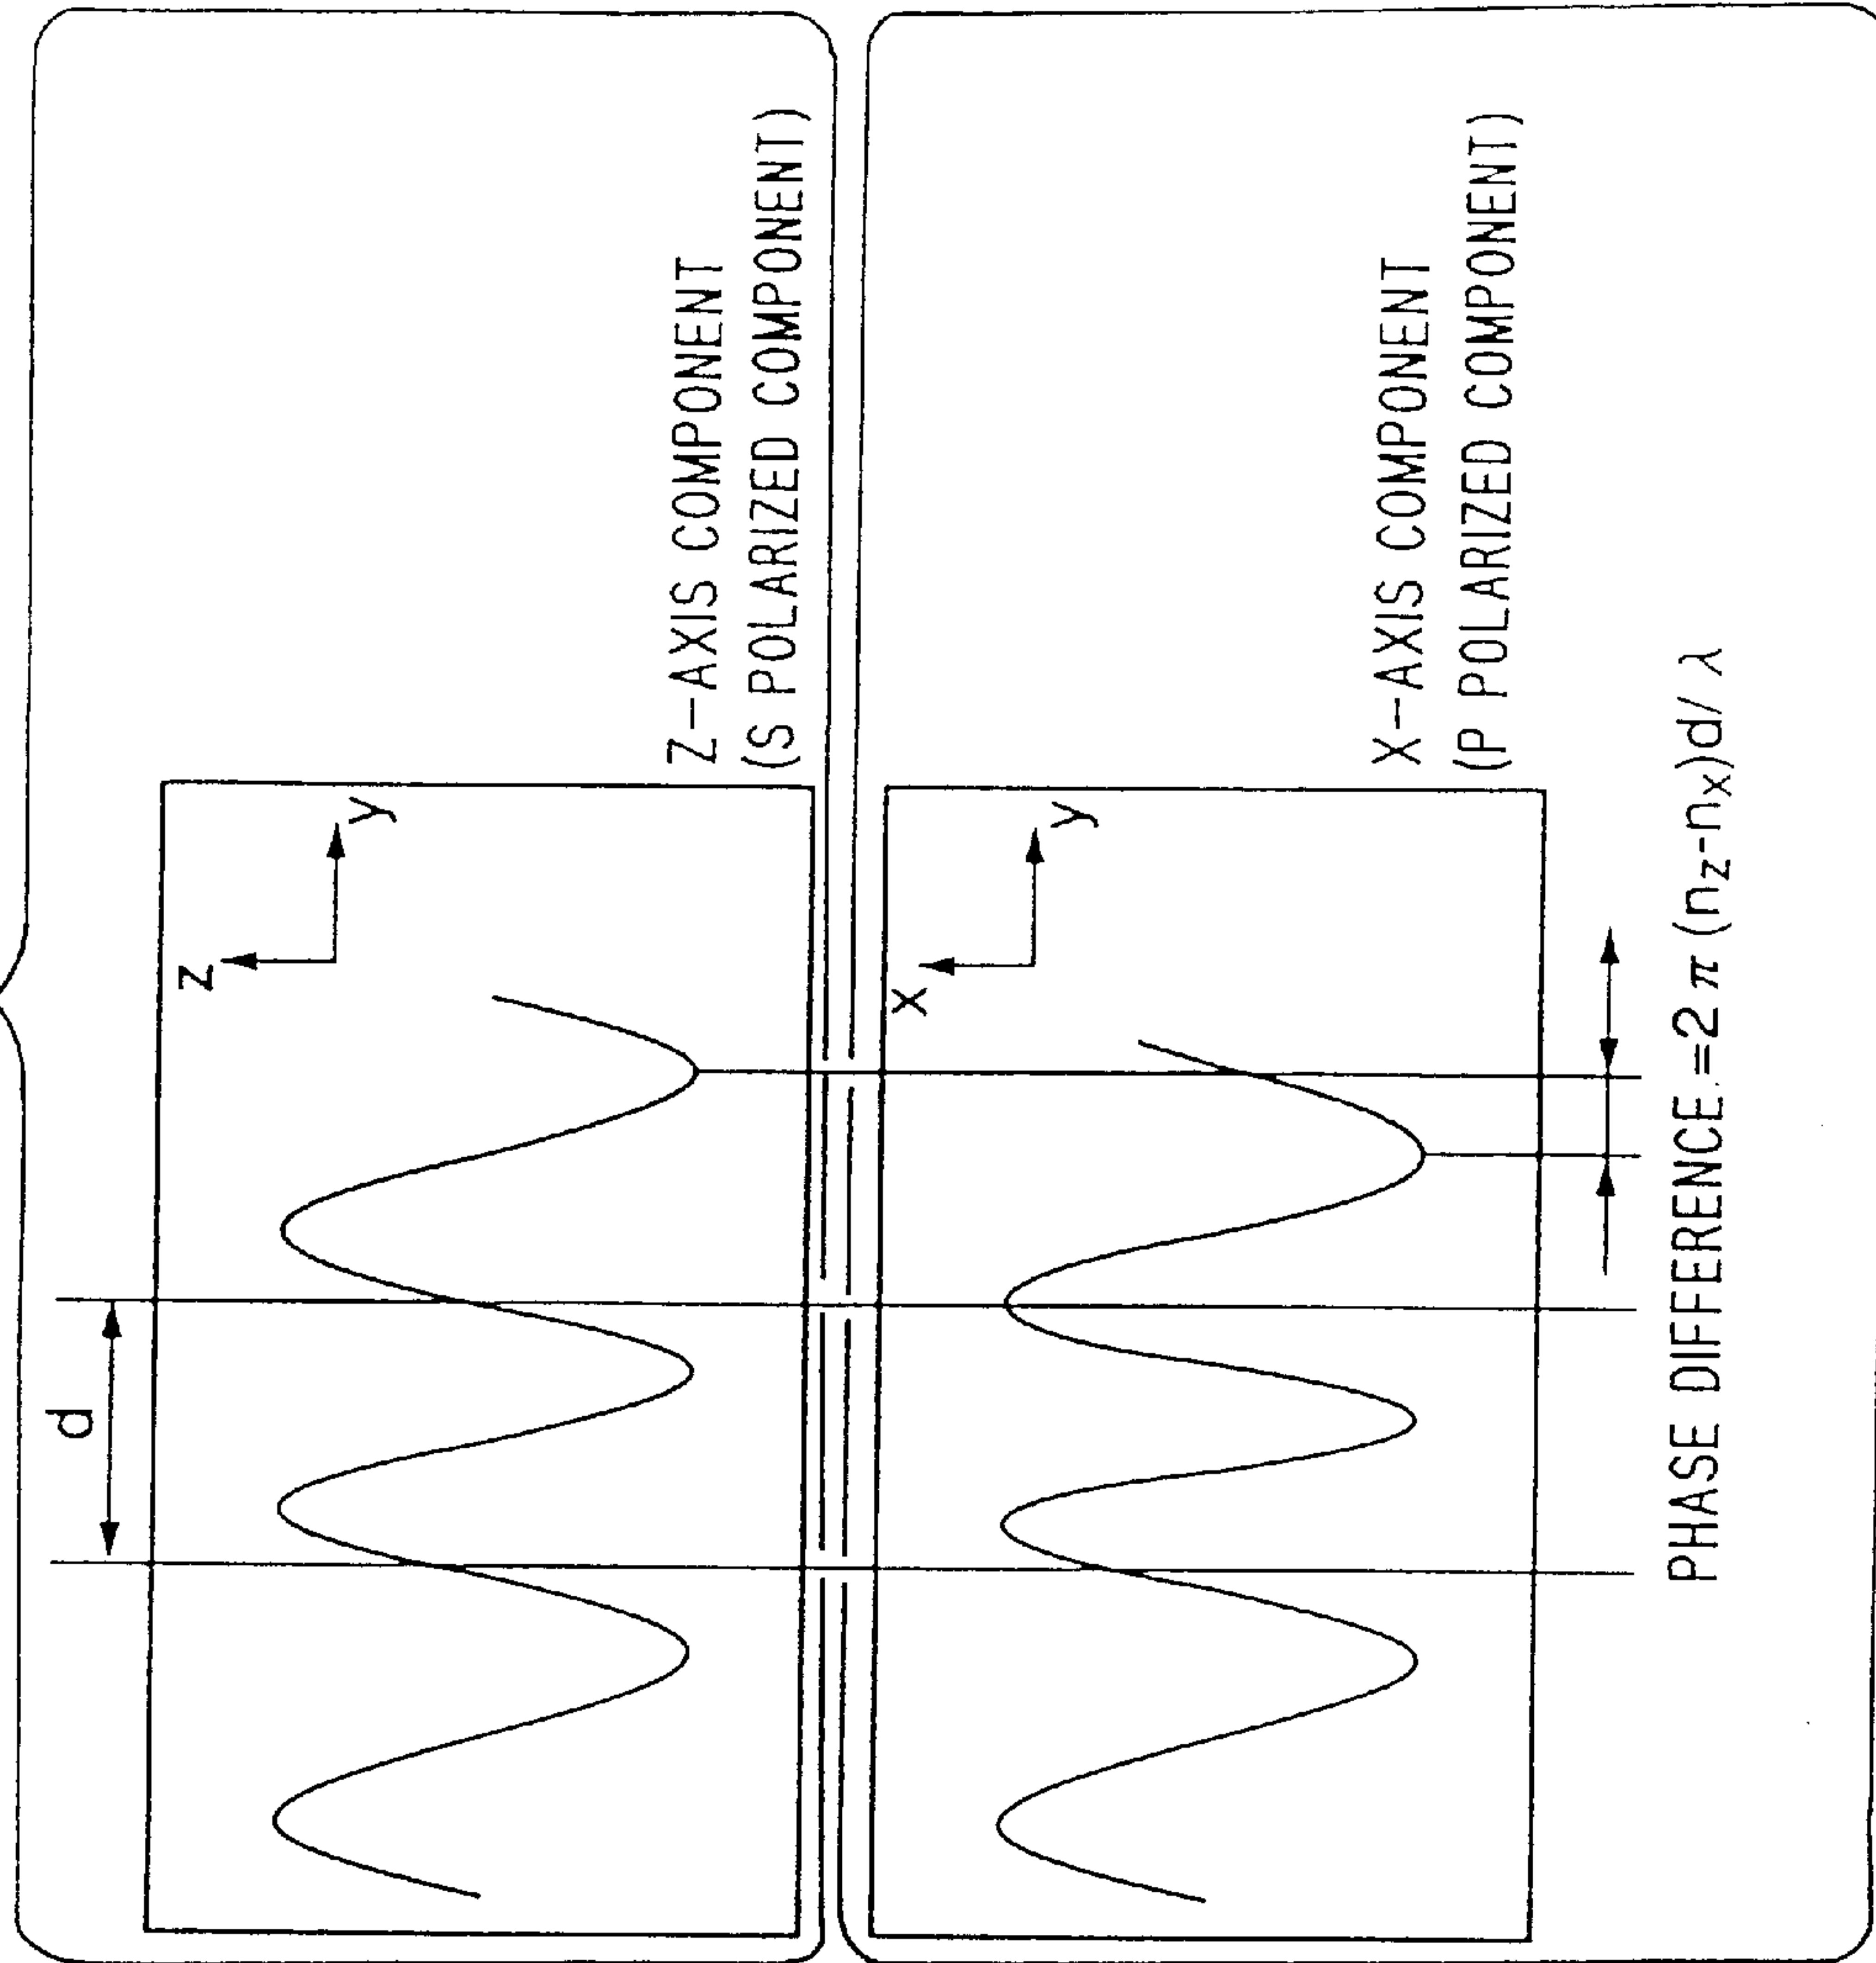 d
z
y
Z-AXIS COMPONENT
(S POLARIZED COMPONENT)
x
y
X-AXIS COMPONENT
(P POLARIZED COMPONENT)
PHASE DIFFERENCE.=2π(nz-nx)d/λ